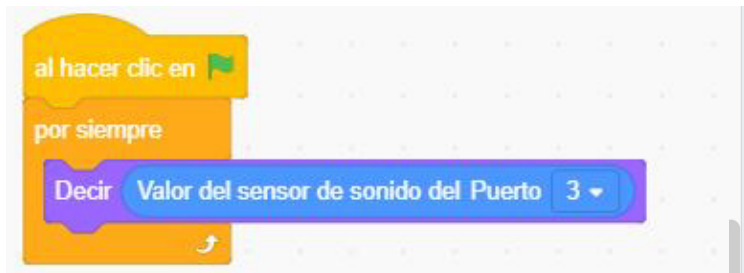 al hacer clic en
por siempre
Decir Valor del sensor de sonido del Puerto 3